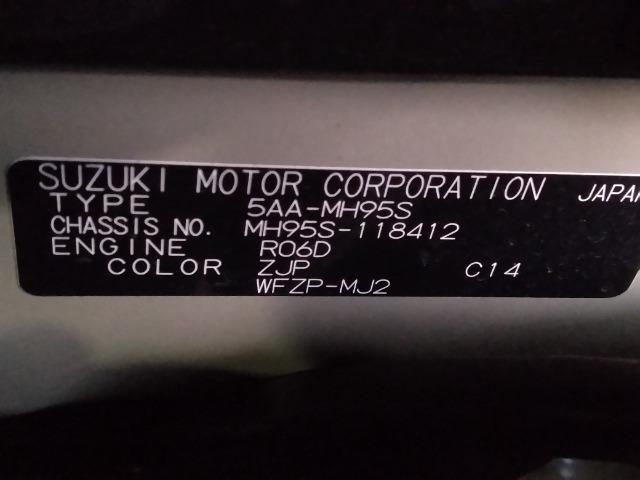 SUZUKI MOTOR CORPORATION JAPAN
TYPE 5AA-MH95S
CHASSIS NO. MH95S-118412
ENGINE R06D
COLOR ZJP C14
WFZP-MJ2